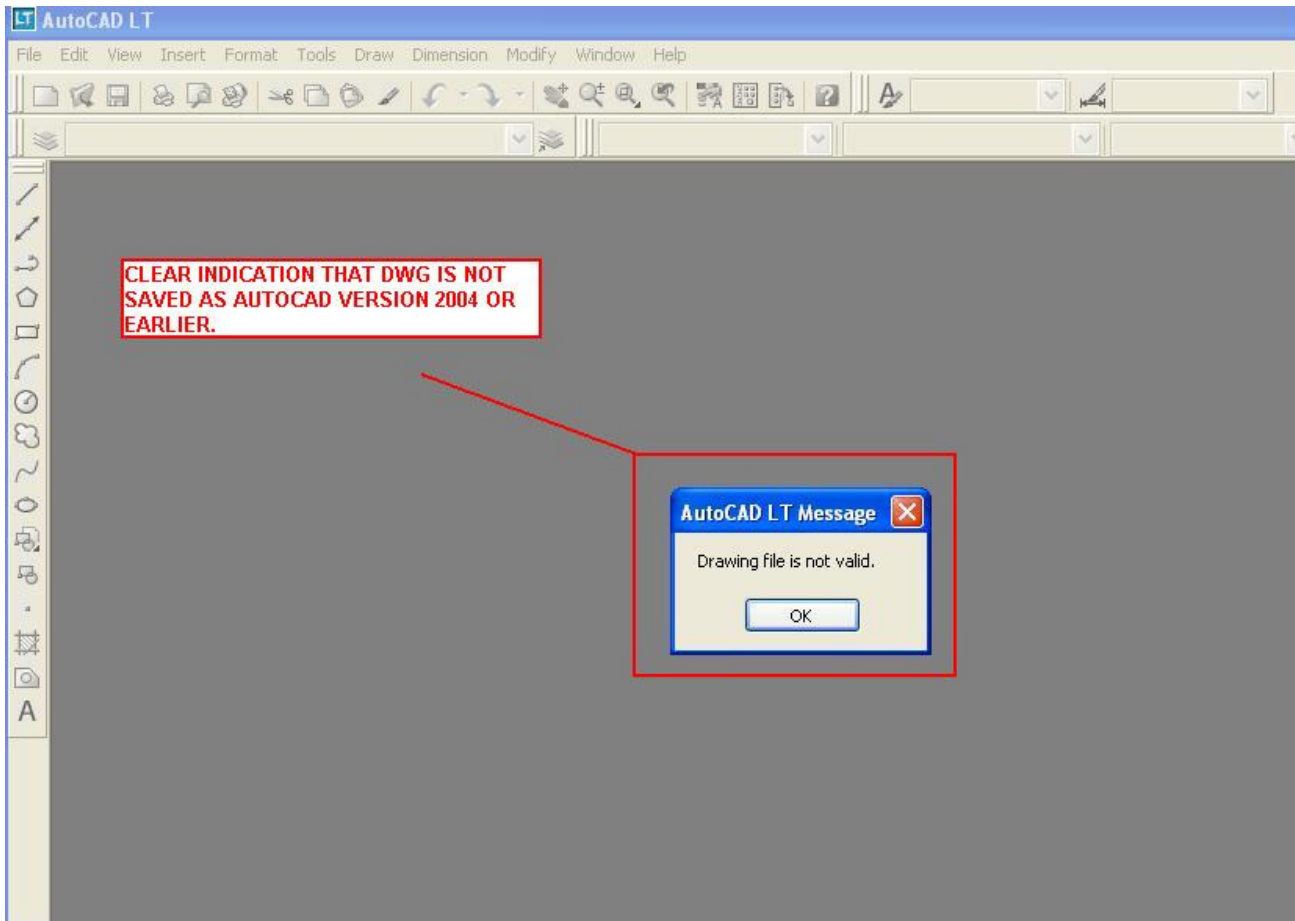 LT AutoCAD LT
File Edit View Insert Format Tools Draw Dimension Modify Window Help
CLEAR INDICATION THAT DWG IS NOT
SAVED AS AUTOCAD VERSION 2004 OR
EARLIER.
AutoCAD LT Message
Drawing file is not valid.
OK
A